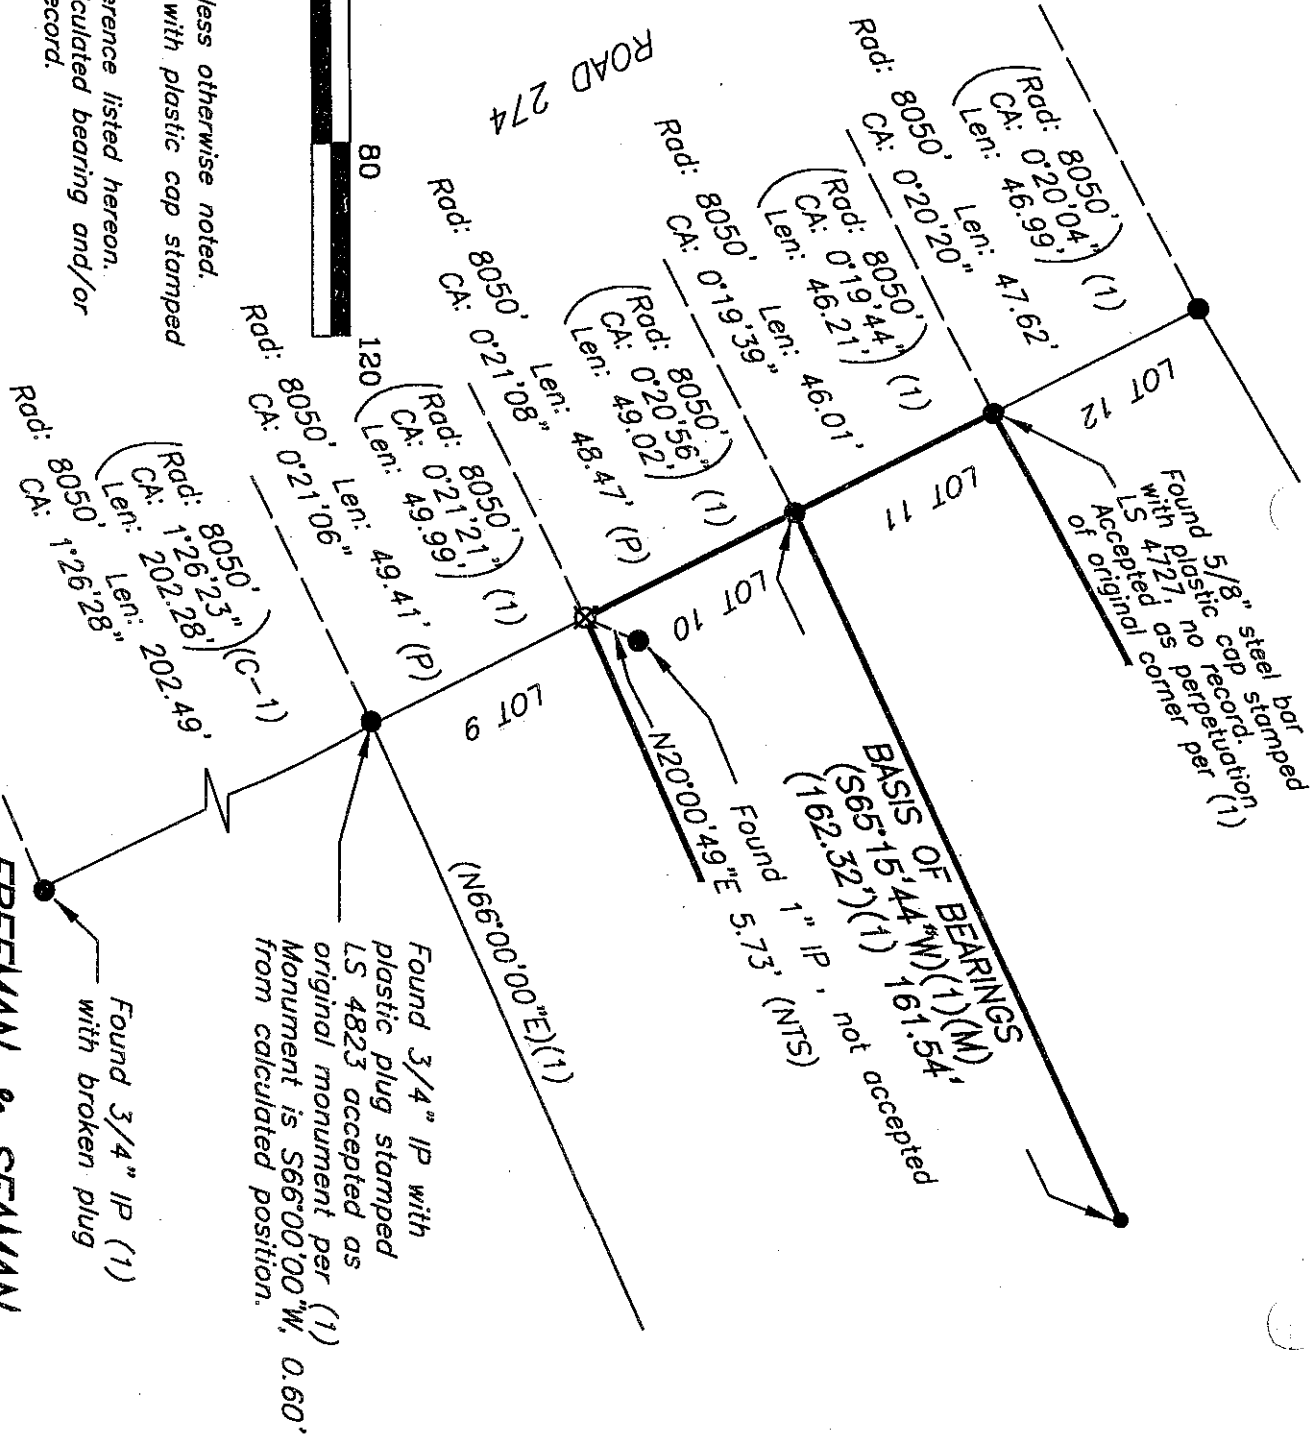 less otherwise noted.
with plastic cap stamped
erence listed hereon.
culated bearing and/or
ecord.
80
120
ROAD 274
(Rad: 8050'
CA: 0°20'04"
Len: 46.99') (1)
Rad: 8050' Len: 47.62'
CA: 0°20'20"
(Rad: 8050'
CA: 0°19'44"
Len: 46.21') (1)
Rad: 8050' Len: 46.01'
CA: 0°19'39"
(Rad: 8050'
CA: 0°20'56"
Len: 49.02') (1)
Rad: 8050' Len: 48.47' (P)
CA: 0°21'08"
(Rad: 8050'
CA: 0°21'21"
Len: 49.99') (1)
Rad: 8050' Len: 49.41' (P)
CA: 0°21'06"
(Rad: 8050'
CA: 1°26'23"
Len: 202.28') (C-1)
Rad: 8050' Len: 202.49'
CA: 1°26'28"
LOT 12
LOT 11
LOT 10
LOT 9
Found 5/8" steel bar
with plastic cap stamped
LS 4727, no record.
Accepted as perpetuation
of original corner per (1)
BASIS OF BEARINGS
(S65°15'44"W)(1)(M)
(162.32')(1) 161.54'
Found 1" IP, not accepted
N20°00'49"E 5.73' (NTS)
(N66°00'00"E)(1)
Found 3/4" IP with
plastic plug stamped
LS 4823 accepted as
original monument per (1)
Monument is S66°00'00"W, 0.60'
from calculated position.
Found 3/4" IP (1)
with broken plug
FREEMAN & SEAMAN